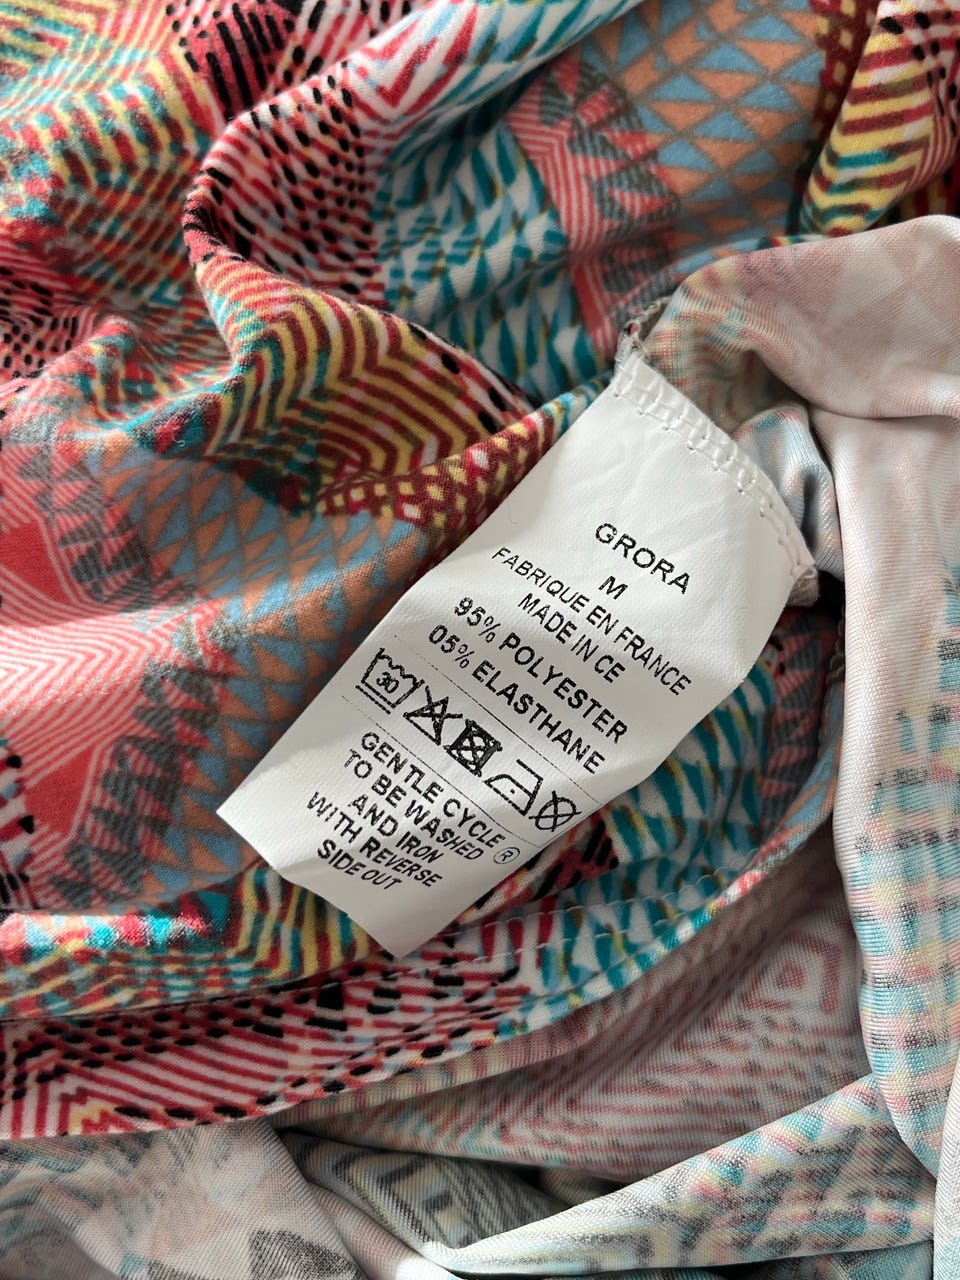 GRORA
M
FABRIQUE EN FRANCE
MADE IN CE
95% POLYESTER
05% ELASTHANE
30
GENTLE CYCLE
TO BE WASHED ®
AND IRON
WITH REVERSE
SIDE OUT